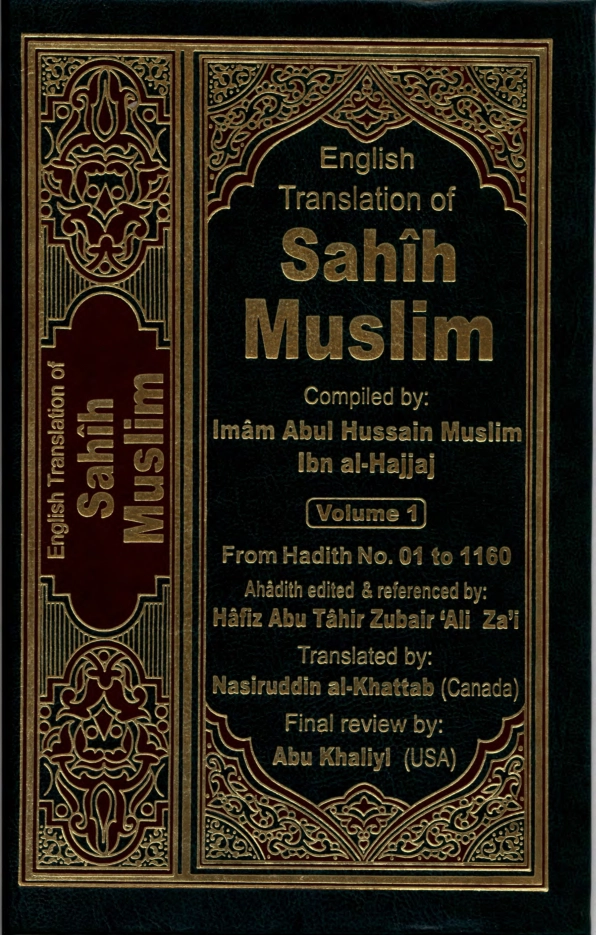 English Translation of
Sahîh
Muslim
English
Translation of
Sahîh
Muslim
Compiled by:
Imâm Abul Hussain Muslim
Ibn al-Hajjaj
Volume 1
From Hadith No. 01 to 1160
Ahâdith edited & referenced by:
Hâfiz Abu Tâhir Zubair ‘Ali Za’i
Translated by:
Nasiruddin al-Khattab (Canada)
Final review by:
Abu Khaliyl (USA)